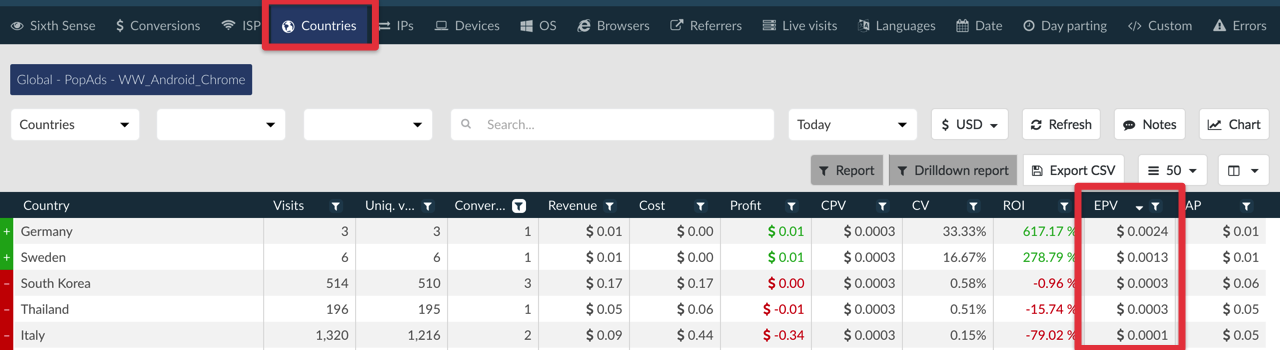 Sixth Sense $ Conversions ISP Countries IPs Devices OS Browsers Referrers Live visits Languages Date Day parting </> Custom Errors
Global - PopAds - WW_Android_Chrome
Countries Search... Today $ USD Refresh Notes Chart
Report Drilldown report Export CSV 50
Country Visits Uniq. v... Conver... Revenue Cost Profit CPV CV ROI EPV AP
+ Germany 3 3 1 $ 0.01 $ 0.00 $ 0.01 $ 0.0003 33.33% 617.17 % $ 0.0024 $ 0.01
+ Sweden 6 6 1 $ 0.01 $ 0.00 $ 0.01 $ 0.0003 16.67% 278.79 % $ 0.0013 $ 0.01
− South Korea 514 510 3 $ 0.17 $ 0.17 $ 0.00 $ 0.0003 0.58% -0.96 % $ 0.0003 $ 0.06
− Thailand 196 195 1 $ 0.05 $ 0.06 $ -0.01 $ 0.0003 0.51% -15.74 % $ 0.0003 $ 0.05
− Italy 1,320 1,216 2 $ 0.09 $ 0.44 $ -0.34 $ 0.0003 0.15% -79.02 % $ 0.0001 $ 0.05